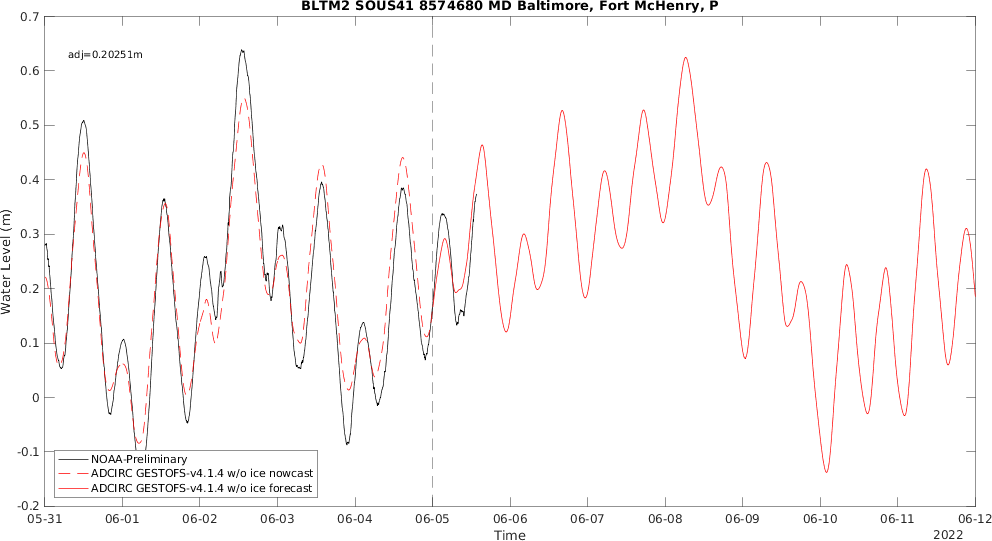 BLTM2 SOUS41 8574680 MD Baltimore, Fort McHenry, P
adj=0.20251m
Water Level (m)
0.7
0.6
0.5
0.4
0.3
0.2
0.1
0
-0.1
-0.2
NOAA-Preliminary
ADCIRC GESTOFS-v4.1.4 w/o ice nowcast
ADCIRC GESTOFS-v4.1.4 w/o ice forecast
05-31 06-01 06-02 06-03 06-04 06-05 06-06 06-07 06-08 06-09 06-10 06-11 06-12
Time
2022